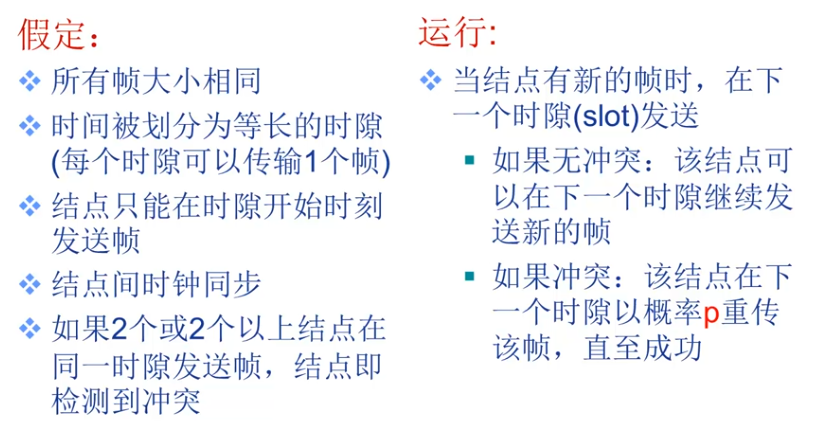 假定：
所有帧大小相同
时间被划分为等长的时隙
(每个时隙可以传输1个帧)
结点只能在时隙开始时刻
发送帧
结点间时钟同步
如果2个或2个以上结点在
同一时隙发送帧，结点即
检测到冲突
运行:
当结点有新的帧时，在下
一个时隙(slot)发送
如果无冲突：该结点可
以在下一个时隙继续发
送新的帧
如果冲突：该结点在下
一个时隙以概率p重传
该帧，直至成功